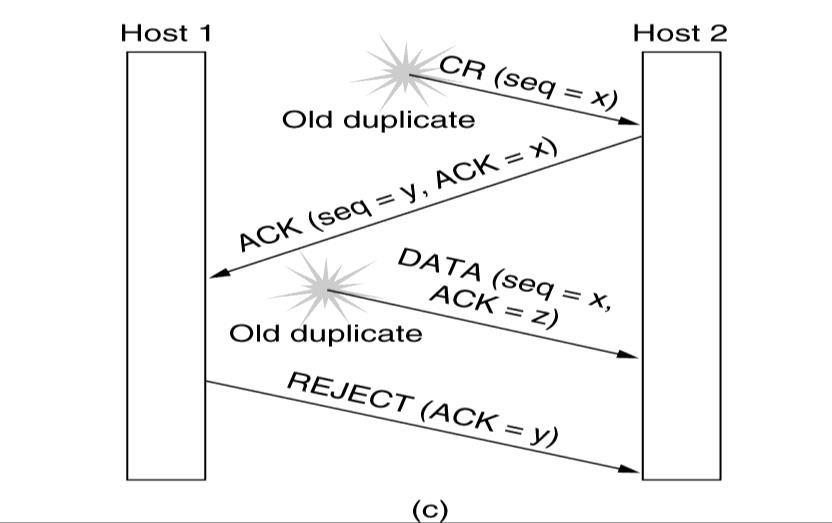 Host 1
Host 2
CR (seq = x)
Old duplicate
ACK (seq = y, ACK = x)
DATA (seq = x,
ACK = z)
Old duplicate
REJECT (ACK = y)
(c)